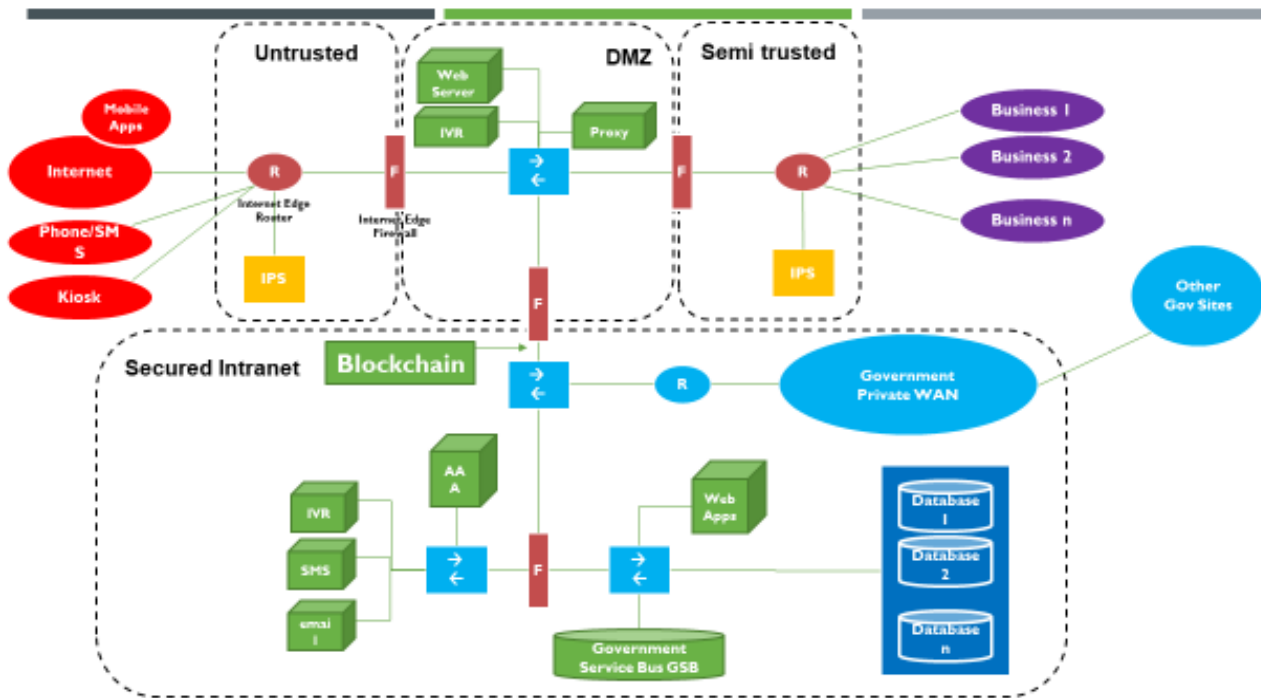 Untrusted
DMZ
Semi trusted
Web
Server
IVR
Proxy
Mobile
Apps
Internet
Phone/SM
S
Kiosk
R
Internet Edge
Router
IPS
F
Internet Edge
Firewall
→
←
F
R
IPS
Business 1
Business 2
Business n
Other
Gov Sites
F
Secured Intranet
Blockchain
→
←
R
Government
Private WAN
AA
A
IVR
SMS
emai
l
→
←
F
→
←
Web
Apps
Government
Service Bus GSB
Database
1
Database
2
Database
n